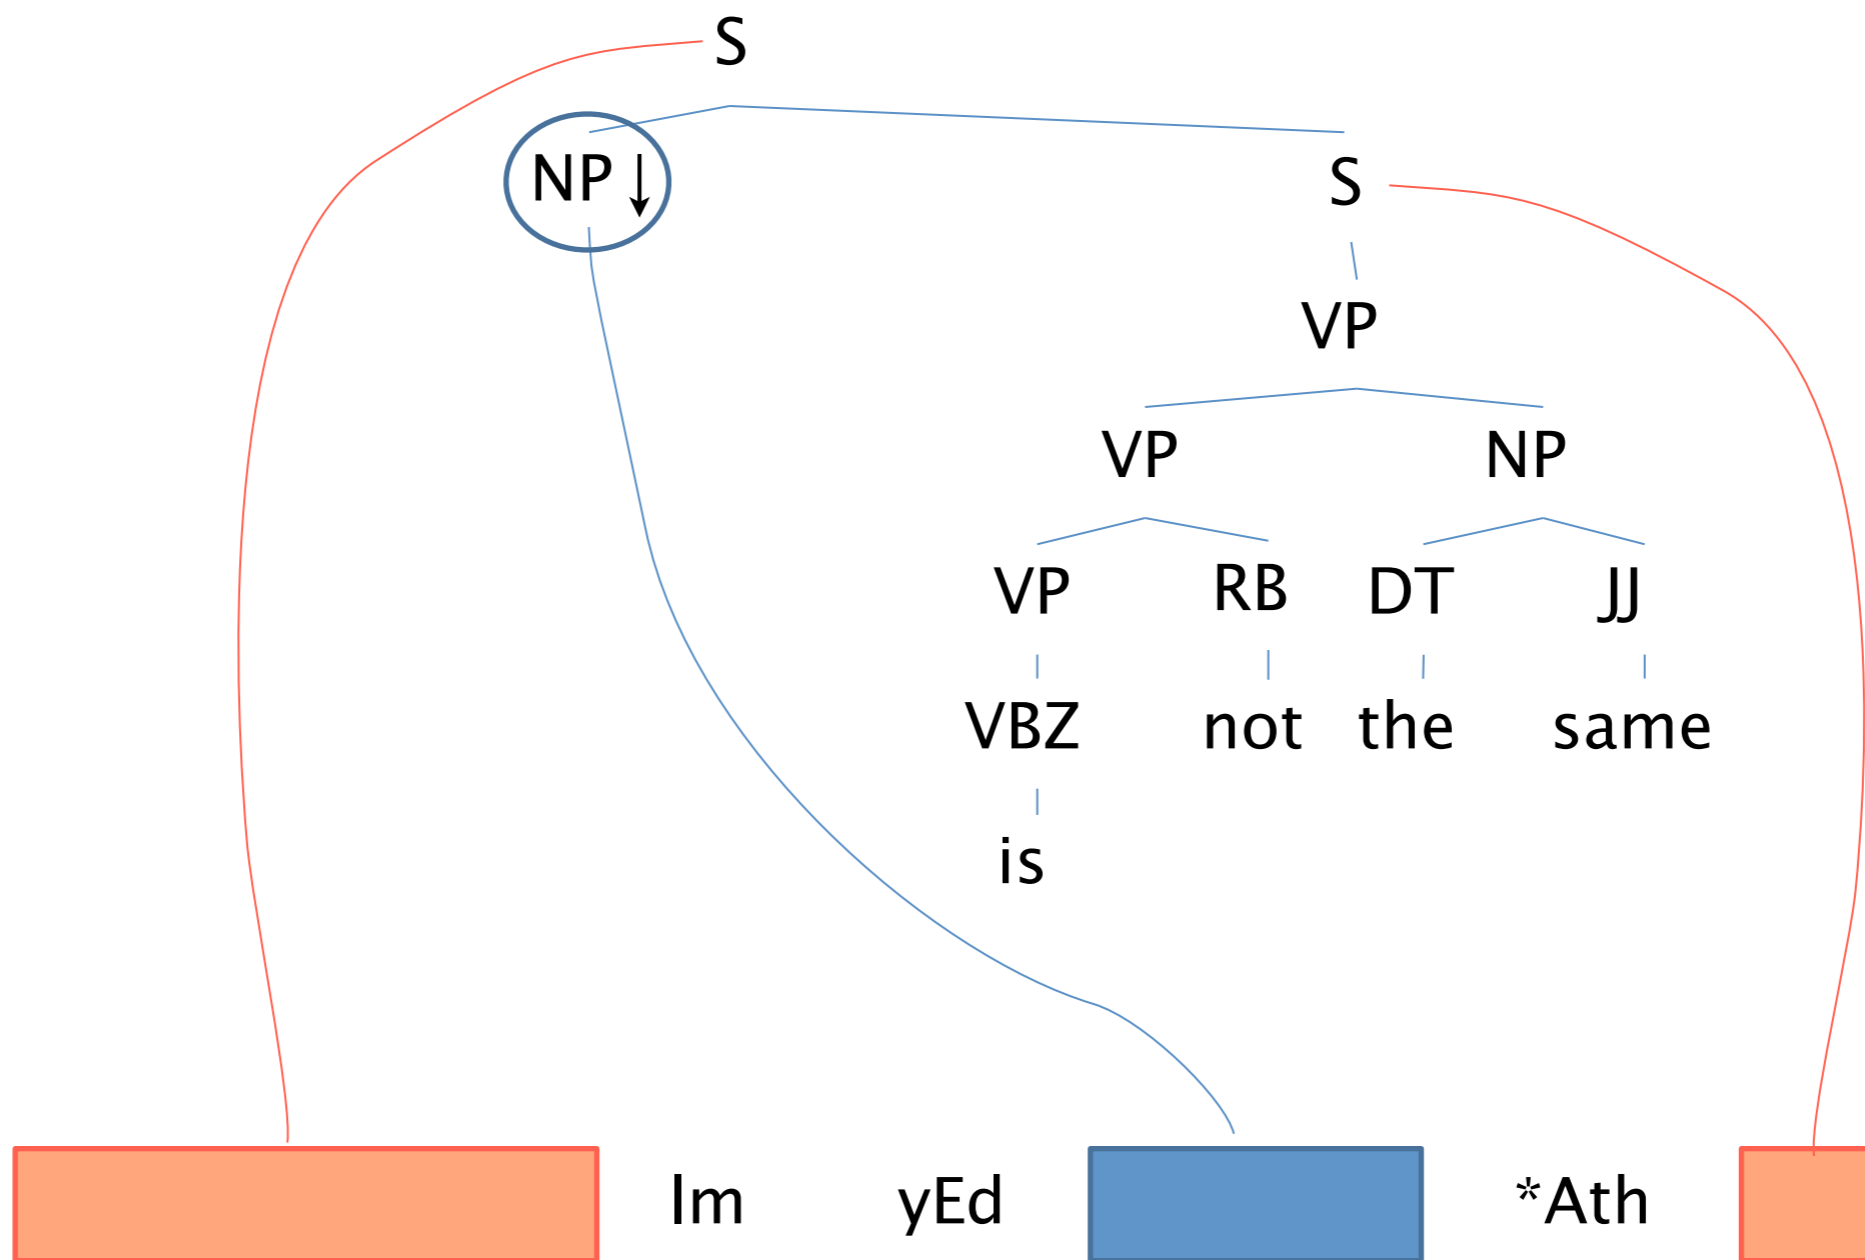 S
NP ↓ S
VP
VP NP
VP RB DT JJ
VBZ not the same
is
lm yEd *Ath